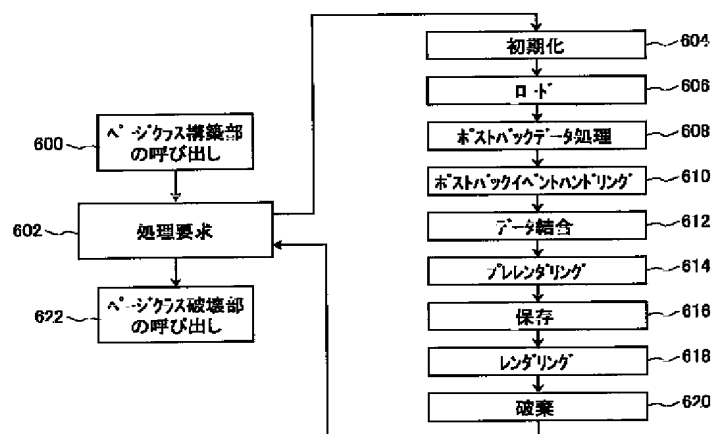 600
ページクラス構築部
の呼び出し
602
処理要求
622
ページクラス破壊部
の呼び出し
初期化
604
ロード
606
ポストバックデータ処理
608
ポストバックイベントハンドリング
610
データ結合
612
プレレンダリング
614
保存
616
レンダリング
618
破棄
620